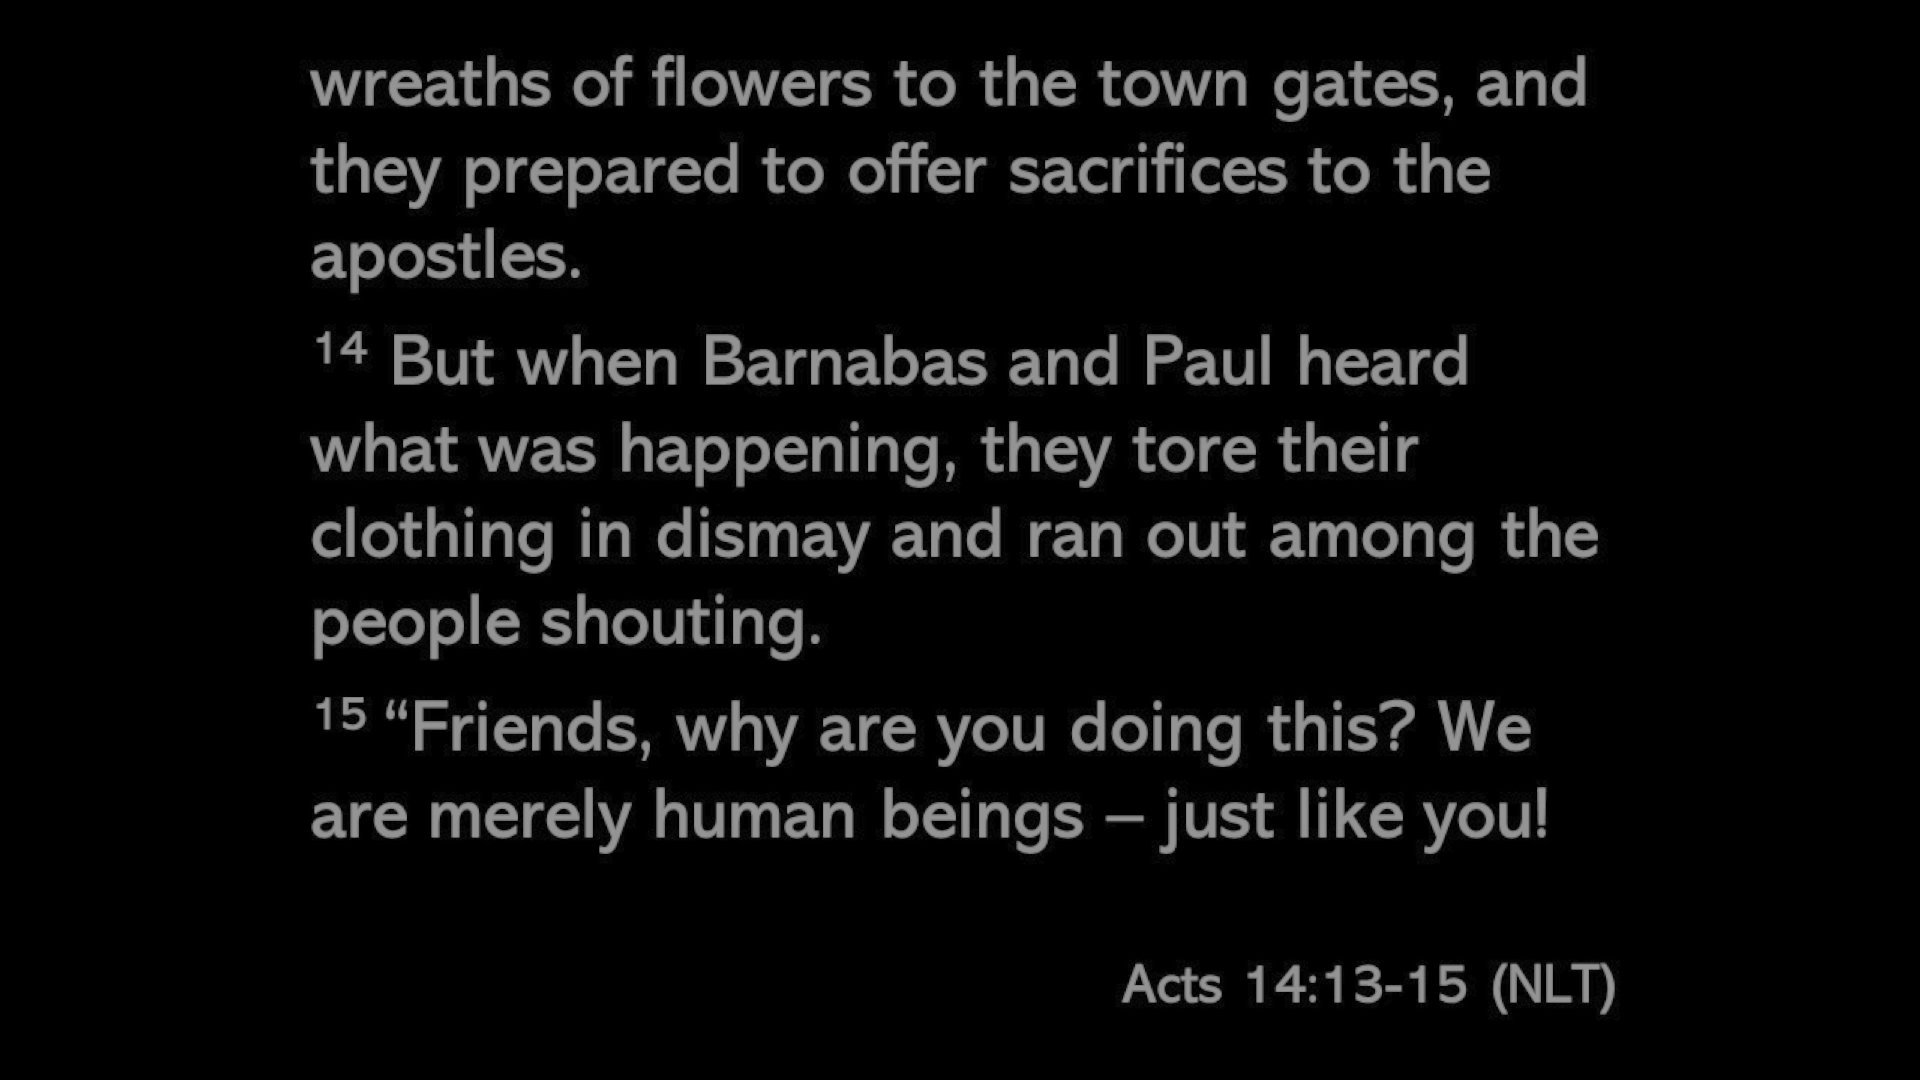 wreaths of flowers to the town gates, and
they prepared to offer sacrifices to the
apostles.
14 But when Barnabas and Paul heard
what was happening, they tore their
clothing in dismay and ran out among the
people shouting.
15 “Friends, why are you doing this? We
are merely human beings – just like you!
Acts 14:13-15 (NLT)